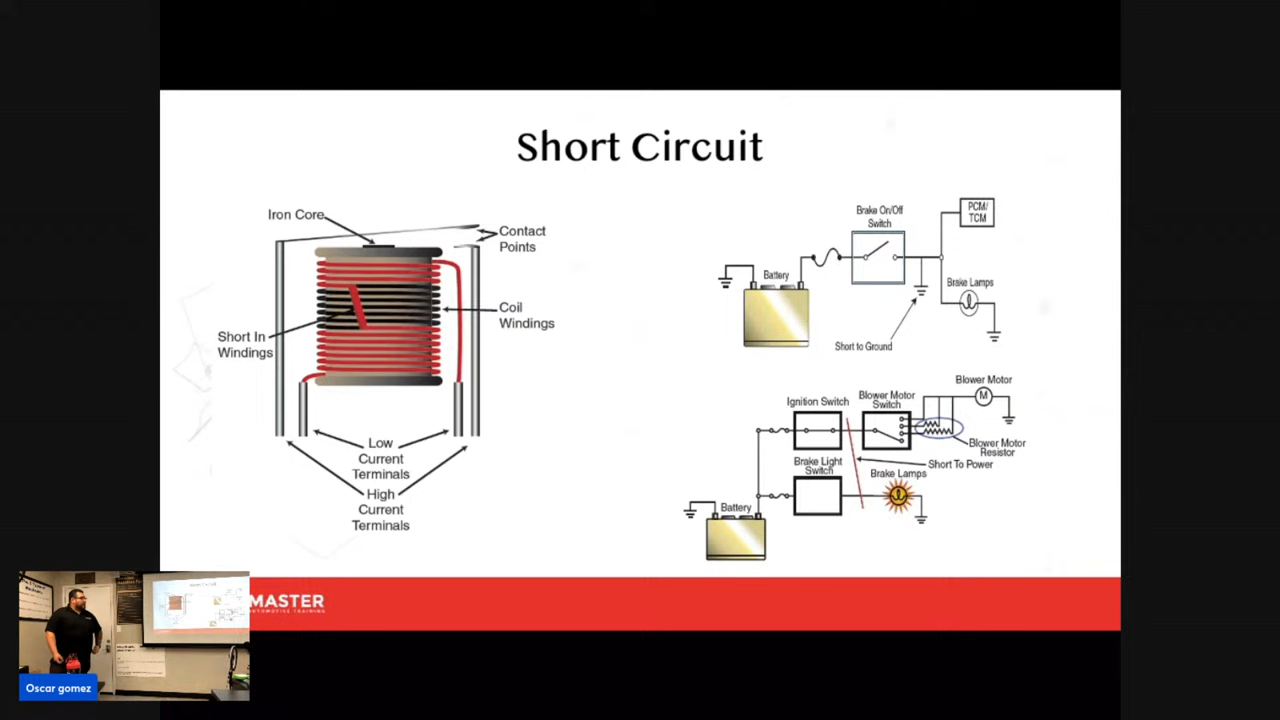 Short Circuit
Iron Core
Contact
Points
Coil
Windings
Short In
Windings
Low
Current
Terminals
High
Current
Terminals
Brake On/Off
Switch
PCM/
TCM
Battery
Brake Lamps
Short to Ground
Blower Motor
M
Ignition Switch
Blower Motor
Switch
Blower Motor
Resistor
Short To Power
Brake Light
Switch
Brake Lamps
Battery
MASTER
AUTOMOTIVE TRAINING
Oscar gomez